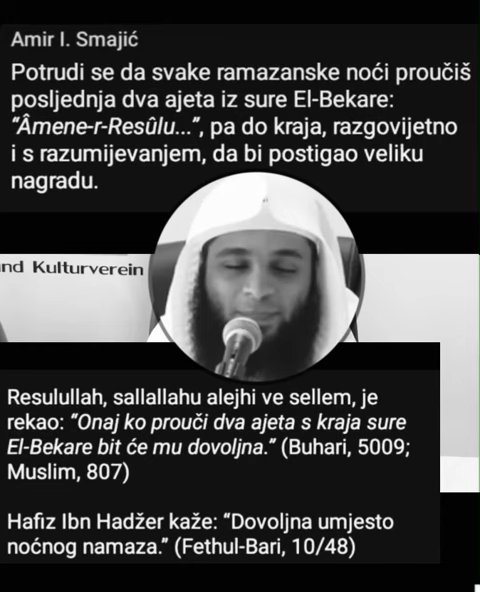 Amir I. Smajić
Potrudi se da svake ramazanske noći proučiš
posljednja dva ajeta iz sure El-Bekare:
“Âmene-r-Resûlu...”, pa do kraja, razgovijetno
i s razumijevanjem, da bi postigao veliku
nagradu.
nd Kulturverein
Resulullah, sallallahu alejhi ve sellem, je
rekao: “Onaj ko prouči dva ajeta s kraja sure
El-Bekare bit će mu dovoljna.” (Buhari, 5009;
Muslim, 807)
Hafiz Ibn Hadžer kaže: “Dovoljna umjesto
noćnog namaza.” (Fethul-Bari, 10/48)